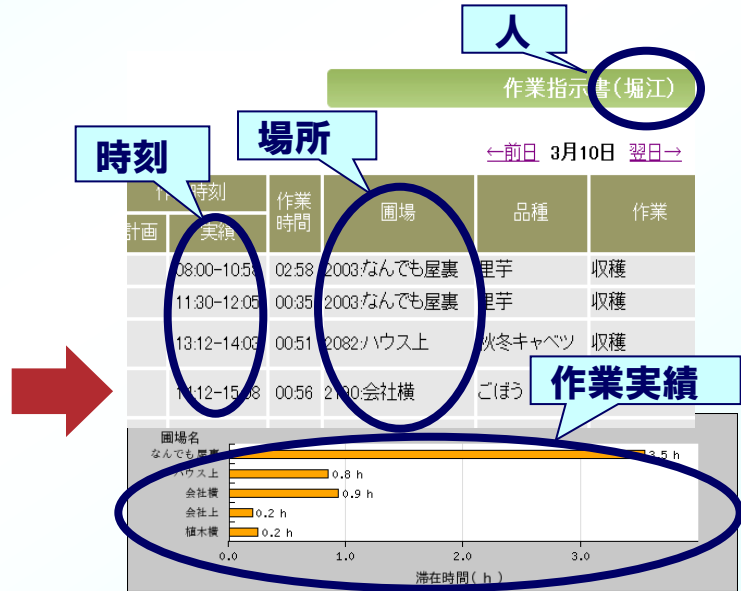 人
作業指示書(堀江)
時刻
場所
←前日 3月10日 翌日→
作 時刻 作業時間 圃場 品種 作業
計画 実績
08:00-10:58 02:58 2003:なんでも屋裏 里芋 収穫
11:30-12:05 00:35 2003:なんでも屋裏 里芋 収穫
13:12-14:03 00:51 2082:ハウス上 秋冬キャベツ 収穫
00:56 会社横 ごぼう
作業実績
圃場名
なんでも屋裏 3.5 h
ハウス上 0.8 h
会社横 0.9 h
会社上 0.2 h
植木横 0.2 h
0.0 1.0 2.0 3.0
滞在時間( h )